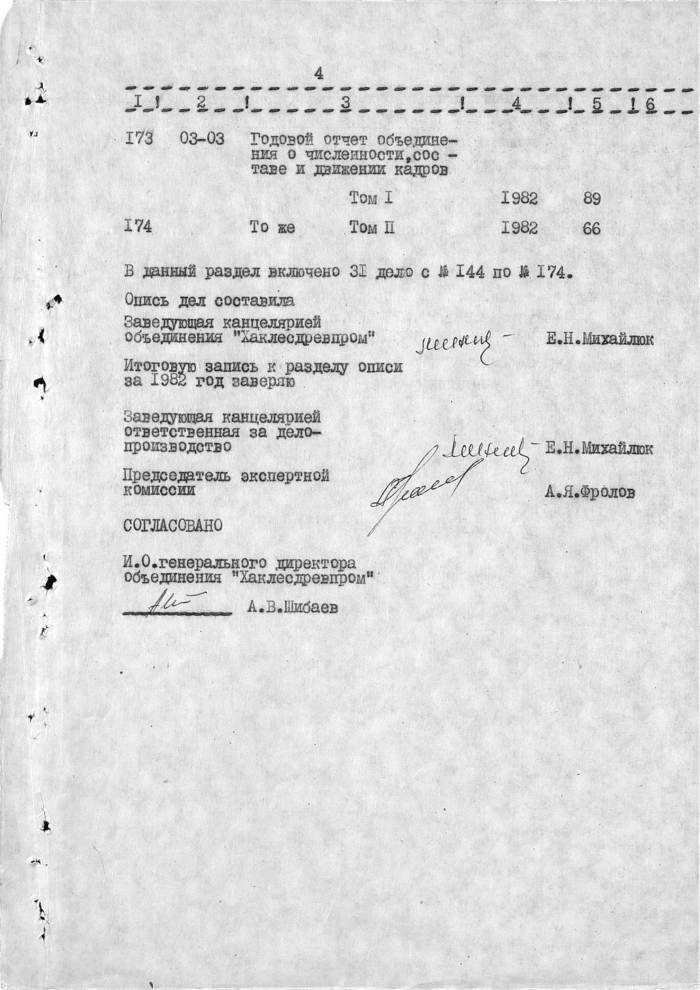 4
I ! 2 ! 3 ! 4 ! 5 ! 6
I73 03-03 Годовой отчет объедине-
ния о численности,сос -
таве и движении кадров
Том I I982 89
I74 То же Том II I982 66
В данный раздел включено 3I дело с № I44 по № I74.
Опись дел составила
Заведующая канцелярией
объединения "Хаклесдревпром" Е.Н.Михайлюк
Итоговую запись к разделу описи
за I982 год заверяю
Заведующая канцелярией
ответственная за дело-
производство Е.Н.Михайлюк
Председатель экспертной
комиссии А.Я.Фролов
СОГЛАСОВАНО
И.О.генерального директора
объединения "Хаклесдревпром"
А.В.Шибаев